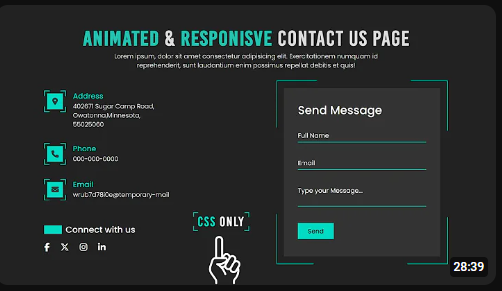 ANIMATED & RESPONISVE CONTACT US PAGE
Lorem ipsum, dolor sit amet consectetur adipisicing elit. Exercitationem numquam id
reprehenderit, sunt laudantium enim possimus repellat debitis et quis!
Address
402671 Sugar Camp Road,
Owatonna,Minnesota,
55025060
Phone
000-000-0000
Email
wrub7d78i0e@temporary-mail
Connect with us
CSS ONLY
Send Message
Full Name
Email
Type your Message...
Send
28:39